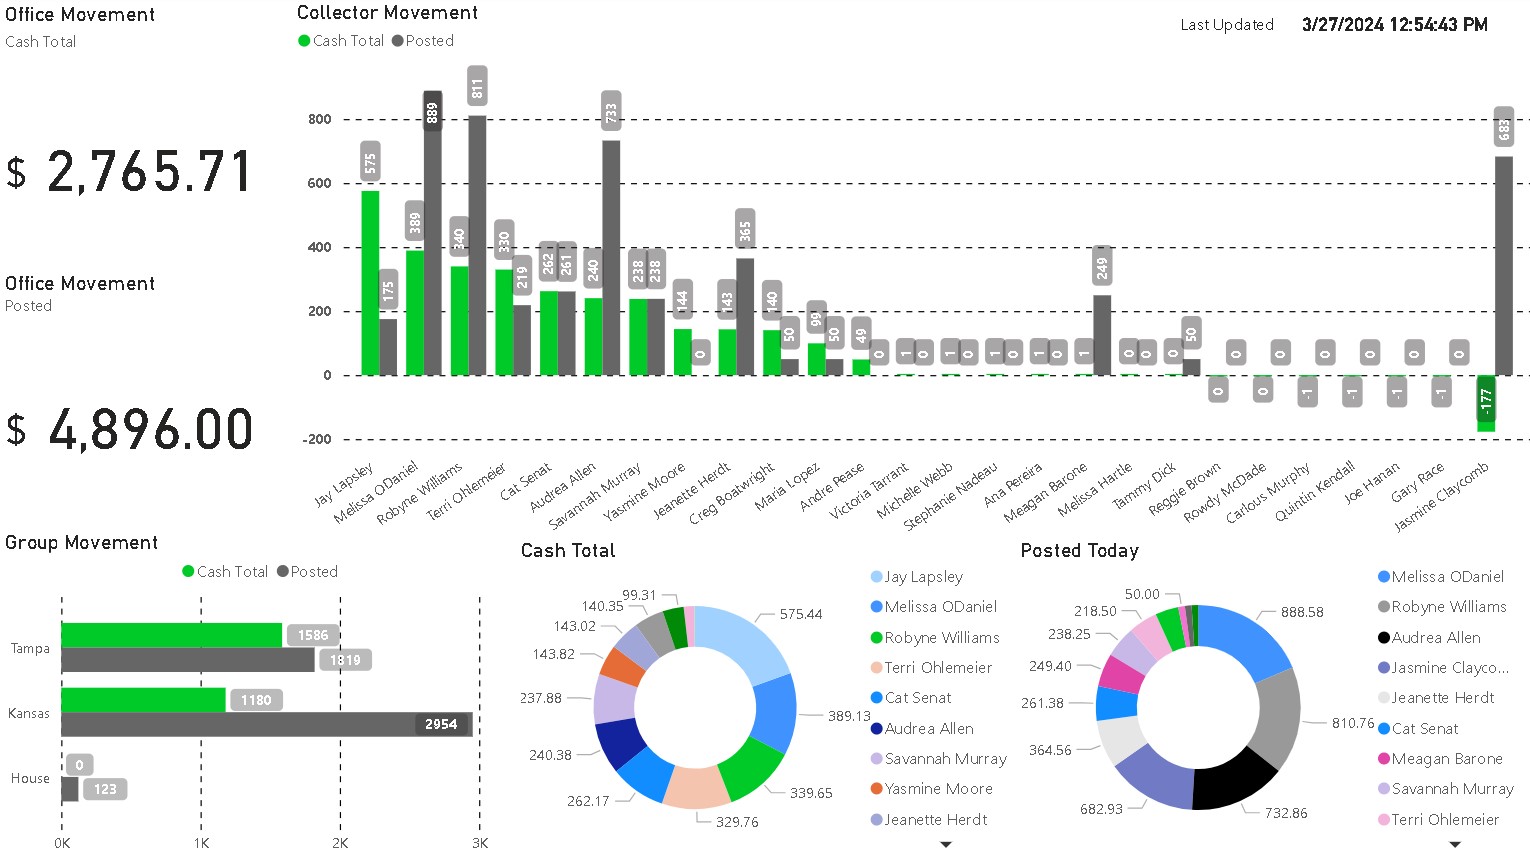 Office Movement
Cash Total
$ 2,765.71
Office Movement
Posted
$ 4,896.00
Collector Movement
Cash Total Posted
Last Updated 3/27/2024 12:54:43 PM
800
600
400
200
0
-200
575 175 389 889 340 811 330 219 262 261 240 733 238 238 144 0 143 365 140 50 99 50 49 0 1 0 1 0 1 0 1 0 1 249 0 0 0 50 0 0 0 0 -1 0 -1 0 -1 0 -1 0 -177 683
Jay Lapsley
Melissa ODaniel
Robyne Williams
Terri Ohlemeier
Cat Senat
Audrea Allen
Savannah Murray
Yasmine Moore
Jeanette Herdt
Creg Boatwright
Maria Lopez
Andre Pease
Victoria Tarrant
Michelle Webb
Stephanie Nadeau
Ana Pereira
Meagan Barone
Melissa Hartle
Tammy Dick
Reggie Brown
Rowdy McDade
Carlous Murphy
Quintin Kendall
Joe Hanan
Gary Race
Jasmine Claycomb
Group Movement
Cash Total Posted
Tampa
1586
1819
Kansas
1180
2954
House
0
123
0K 1K 2K 3K
Cash Total
575.44
389.13
339.65
329.76
262.17
240.38
237.88
143.82
143.02
140.35
99.31
Jay Lapsley
Melissa ODaniel
Robyne Williams
Terri Ohlemeier
Cat Senat
Audrea Allen
Savannah Murray
Yasmine Moore
Jeanette Herdt
Posted Today
888.58
810.76
732.86
682.93
364.56
261.38
249.40
238.25
218.50
50.00
Melissa ODaniel
Robyne Williams
Audrea Allen
Jasmine Clayco...
Jeanette Herdt
Cat Senat
Meagan Barone
Savannah Murray
Terri Ohlemeier